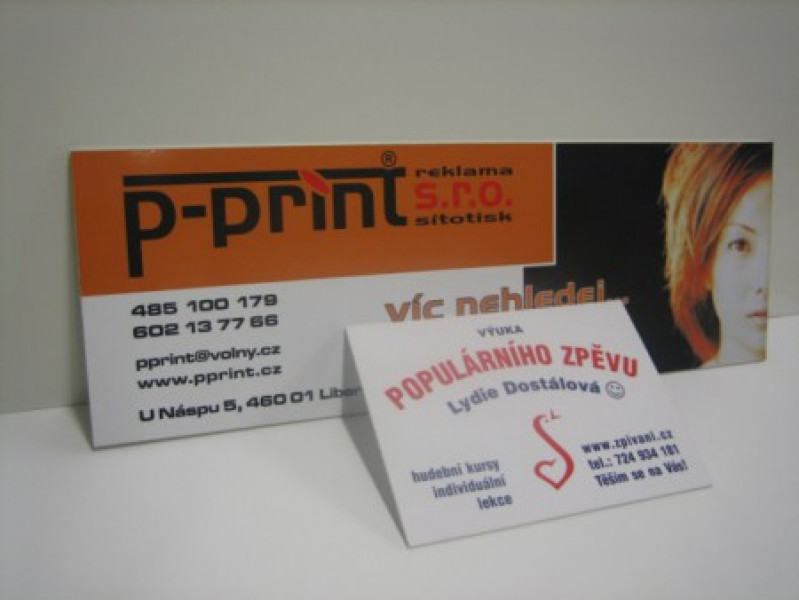 p-print®
reklama
s.r.o.
sítotisk
485 100 179
602 13 77 66
pprint@volny.cz
www.pprint.cz
U Náspu 5, 460 01
víc nehledej...
VÝUKA
POPULÁRNÍHO ZPĚVU
Lydie Dostálová
hudební kursy
individuální
lekce
www.zpivani.cz
tel.: 724 934 181
Těším se na Vás!